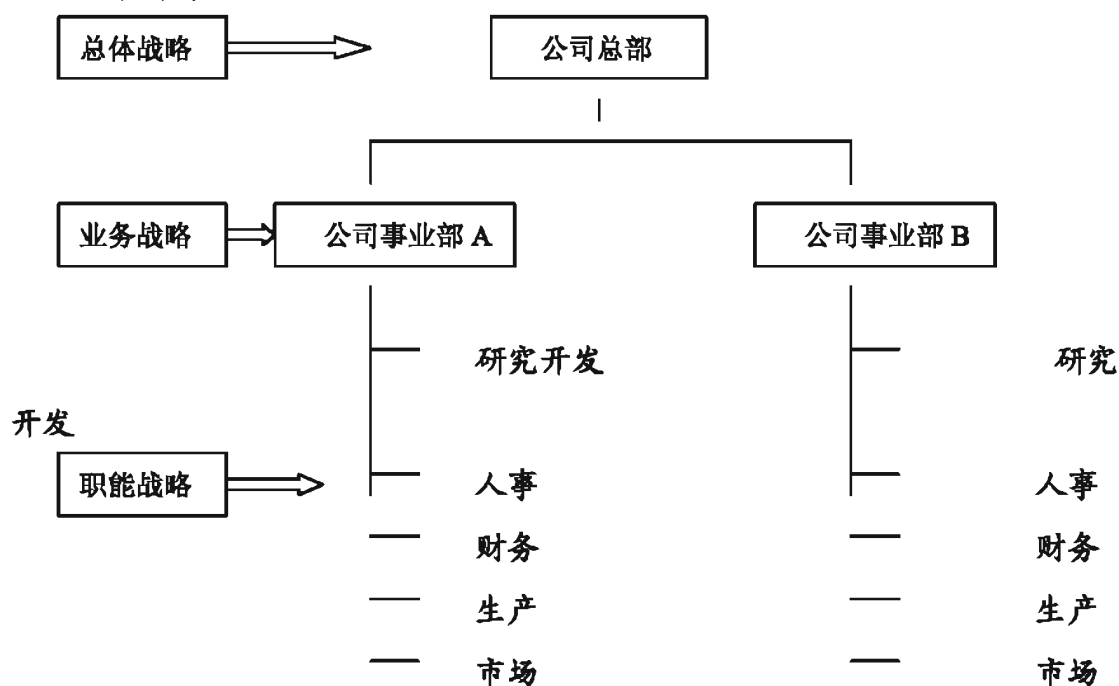 总体战略 公司总部
业务战略 公司事业部 A 公司事业部 B
研究开发 研究
开发
职能战略 人事 人事
财务 财务
生产 生产
市场 市场